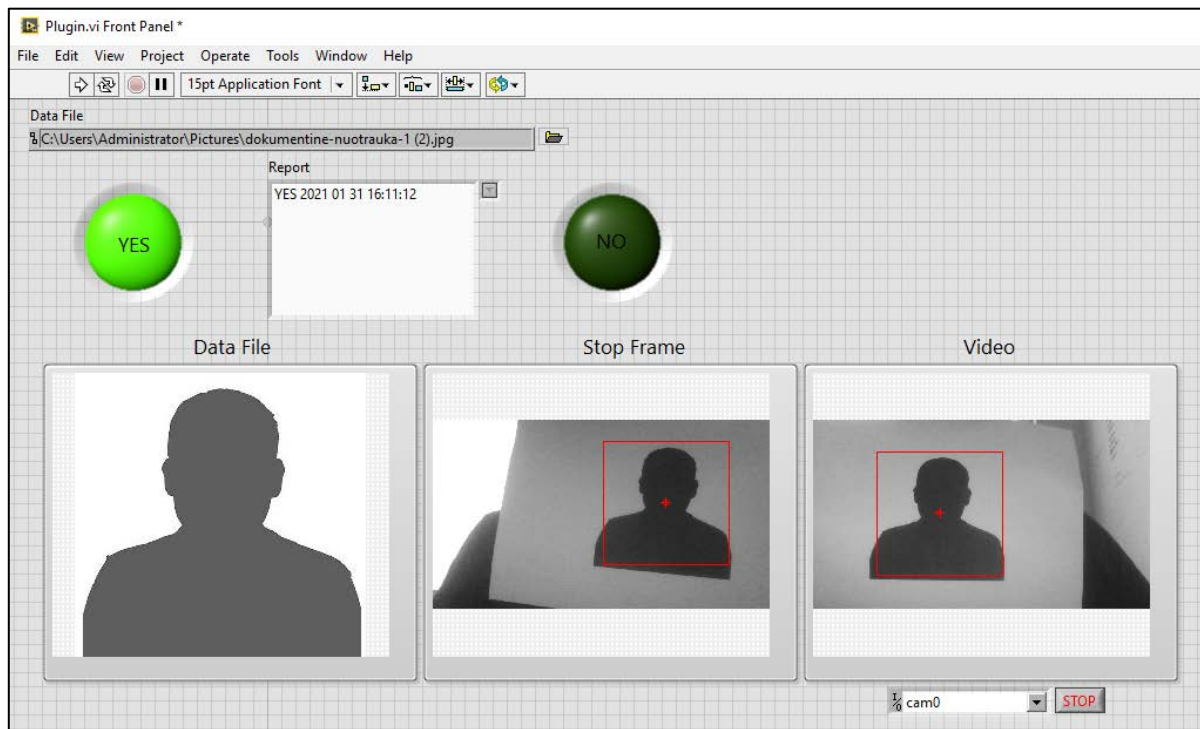 Plugin.vi Front Panel *
File Edit View Project Operate Tools Window Help
15pt Application Font
Data File
C:\Users\Administrator\Pictures\dokumentine-nuotrauka-1 (2).jpg
Report
YES 2021 01 31 16:11:12
YES
NO
Data File
Stop Frame
Video
cam0
STOP